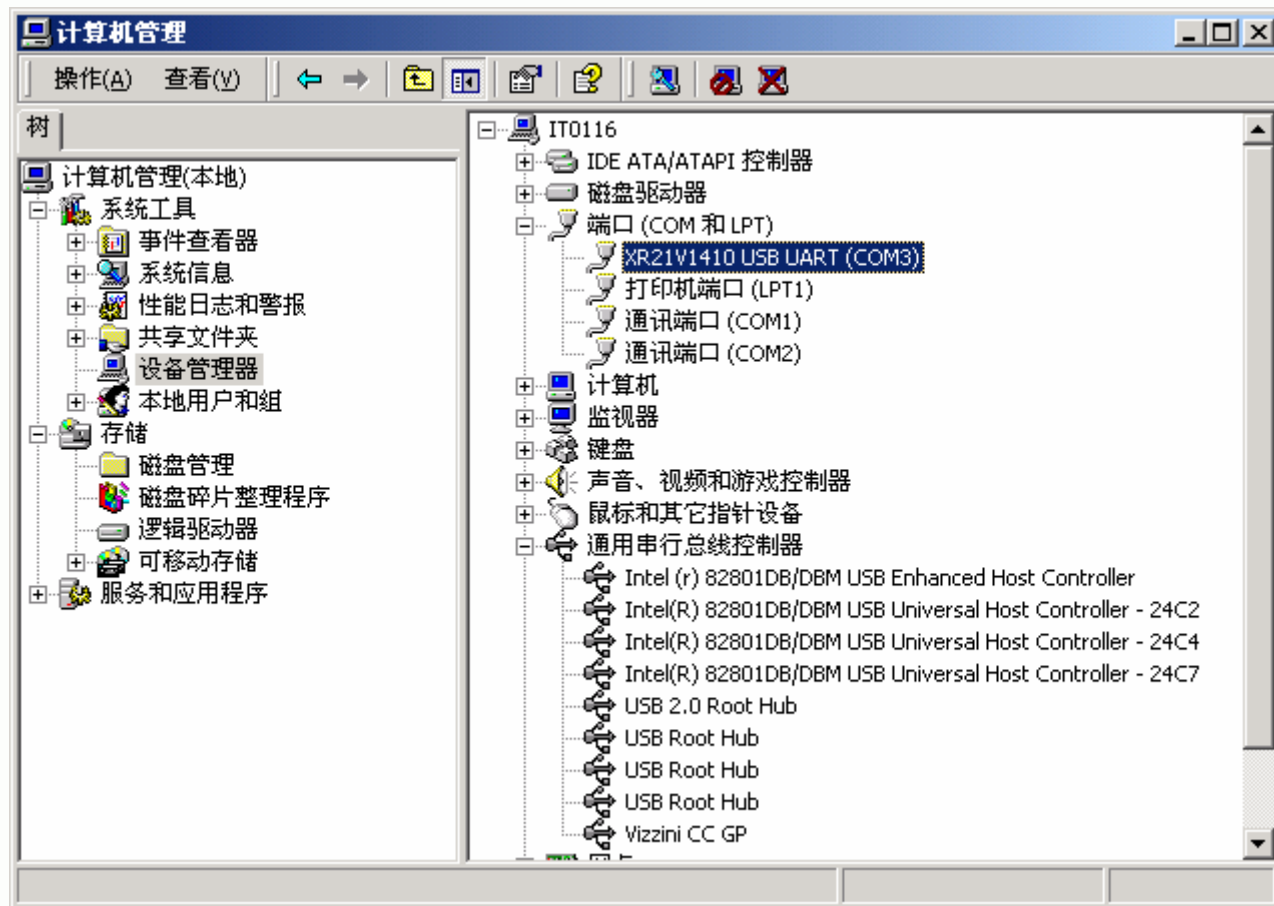 计算机管理
操作(A) 查看(V)
树
计算机管理(本地)
系统工具
事件查看器
系统信息
性能日志和警报
共享文件夹
设备管理器
本地用户和组
存储
磁盘管理
磁盘碎片整理程序
逻辑驱动器
可移动存储
服务和应用程序
IT0116
IDE ATA/ATAPI 控制器
磁盘驱动器
端口 (COM 和 LPT)
XR21V1410 USB UART (COM3)
打印机端口 (LPT1)
通讯端口 (COM1)
通讯端口 (COM2)
计算机
监视器
键盘
声音、视频和游戏控制器
鼠标和其它指针设备
通用串行总线控制器
Intel (r) 82801DB/DBM USB Enhanced Host Controller
Intel(R) 82801DB/DBM USB Universal Host Controller - 24C2
Intel(R) 82801DB/DBM USB Universal Host Controller - 24C4
Intel(R) 82801DB/DBM USB Universal Host Controller - 24C7
USB 2.0 Root Hub
USB Root Hub
USB Root Hub
USB Root Hub
Vizzini CC GP